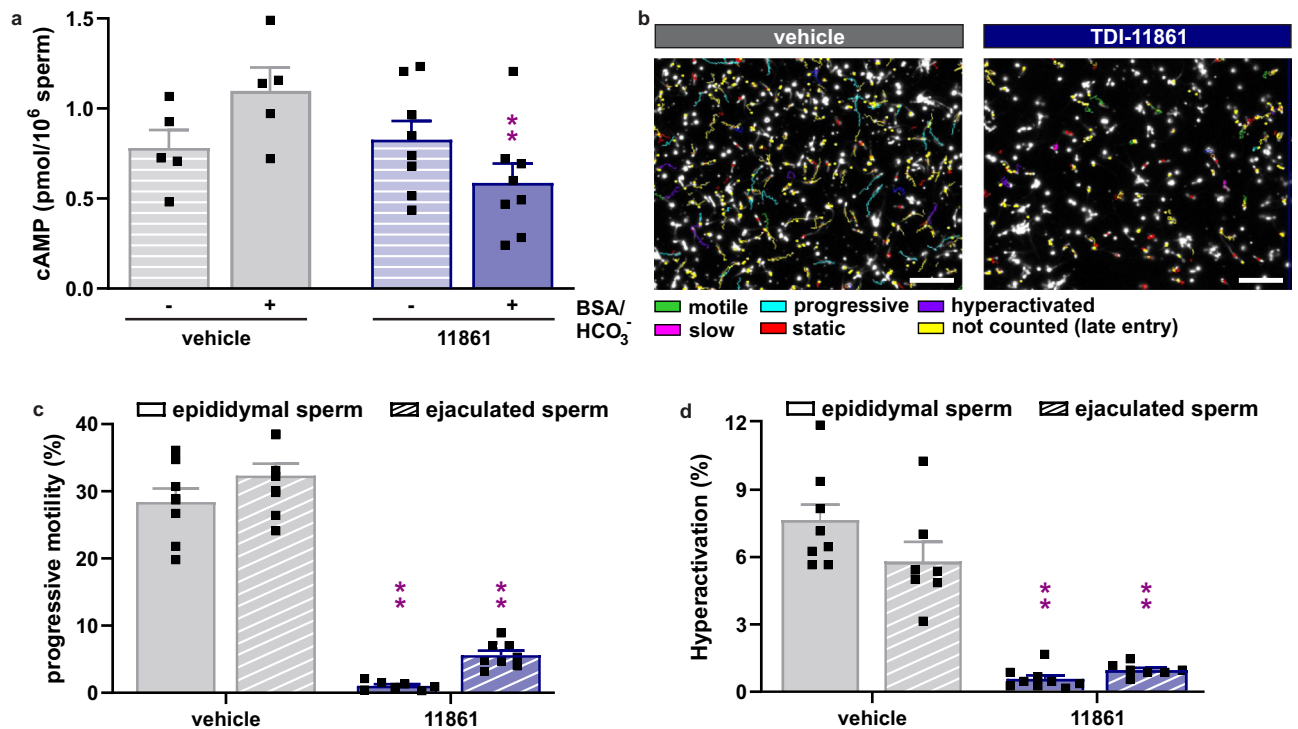 a
cAMP (pmol/10⁶ sperm)
1.5
1.0
0.5
0.0
- + - +
BSA/
HCO₃⁻
vehicle 11861
b
vehicle TDI-11861
motile progressive hyperactivated
slow static not counted (late entry)
c
epididymal sperm ejaculated sperm
progressive motility (%)
40
30
20
10
0
* *
* *
vehicle 11861
d
epididymal sperm ejaculated sperm
Hyperactivation (%)
12
9
6
3
0
* *
* *
vehicle 11861